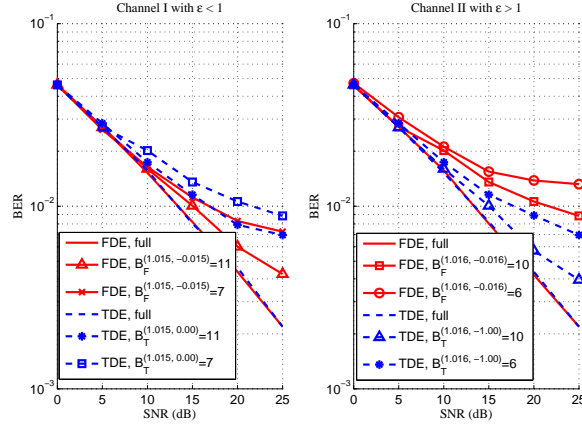 Channel I with ε < 1
BER
10^-1
10^-2
10^-3
0 5 10 15 20 25
SNR (dB)
FDE, full
FDE, B_F^(1.015, -0.015)=11
FDE, B_F^(1.015, -0.015)=7
TDE, full
TDE, B_T^(1.015, 0.00)=11
TDE, B_T^(1.015, 0.00)=7
Channel II with ε > 1
BER
10^-1
10^-2
10^-3
0 5 10 15 20 25
SNR (dB)
FDE, full
FDE, B_F^(1.016, -0.016)=10
FDE, B_F^(1.016, -0.016)=6
TDE, full
TDE, B_T^(1.016, -1.00)=10
TDE, B_T^(1.016, -1.00)=6